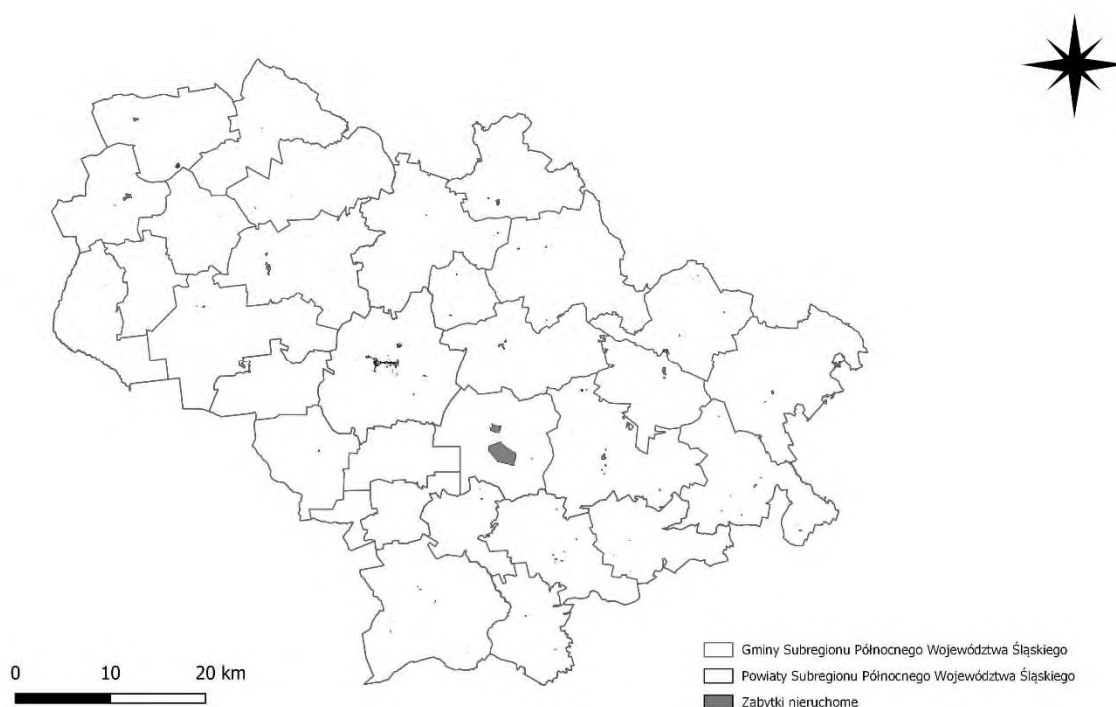 0 10 20 km
Gminy Subregionu Północnego Województwa Śląskiego
Powiaty Subregionu Północnego Województwa Śląskiego
Zabytki nieruchome